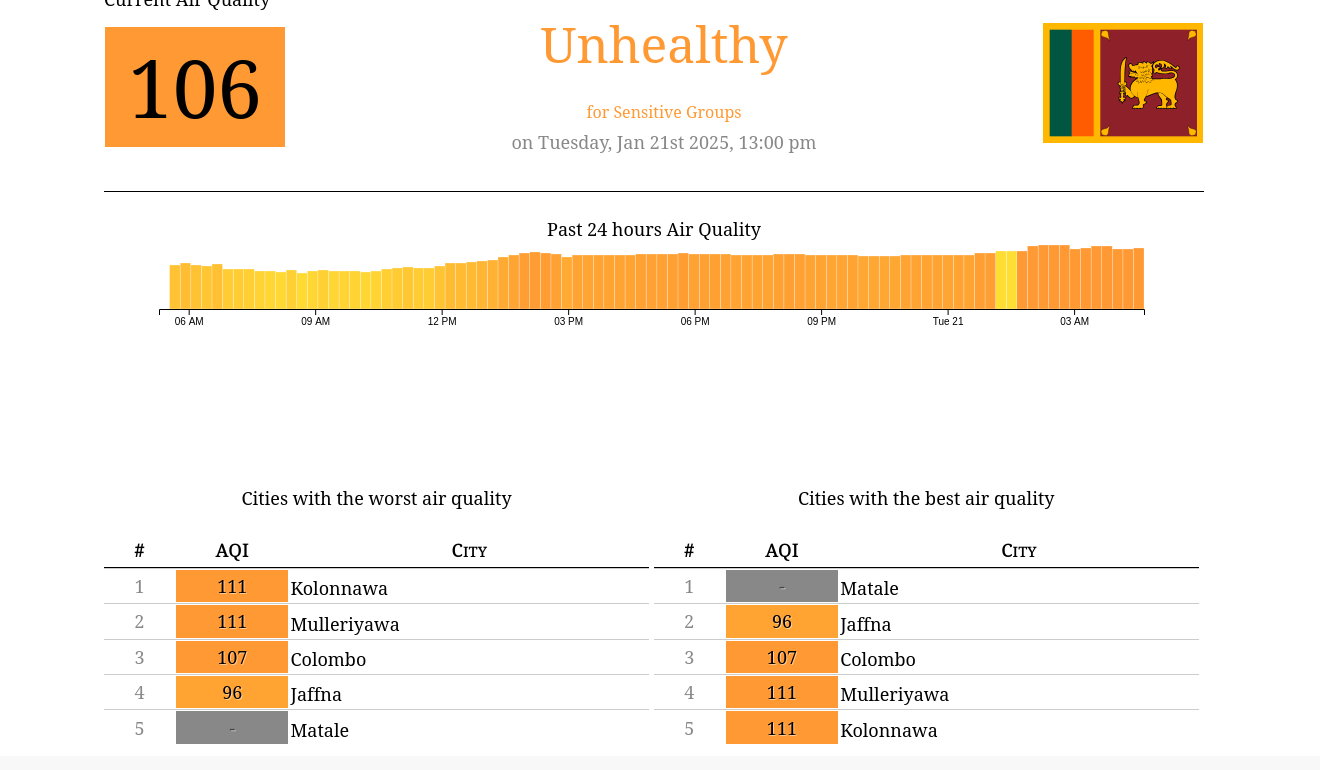 Current Air Quality
106
Unhealthy
for Sensitive Groups
on Tuesday, Jan 21st 2025, 13:00 pm
Past 24 hours Air Quality
06 AM 09 AM 12 PM 03 PM 06 PM 09 PM Tue 21 03 AM
Cities with the worst air quality
# AQI City
1 111 Kolonnawa
2 111 Mulleriyawa
3 107 Colombo
4 96 Jaffna
5 - Matale
Cities with the best air quality
# AQI City
1 - Matale
2 96 Jaffna
3 107 Colombo
4 111 Mulleriyawa
5 111 Kolonnawa